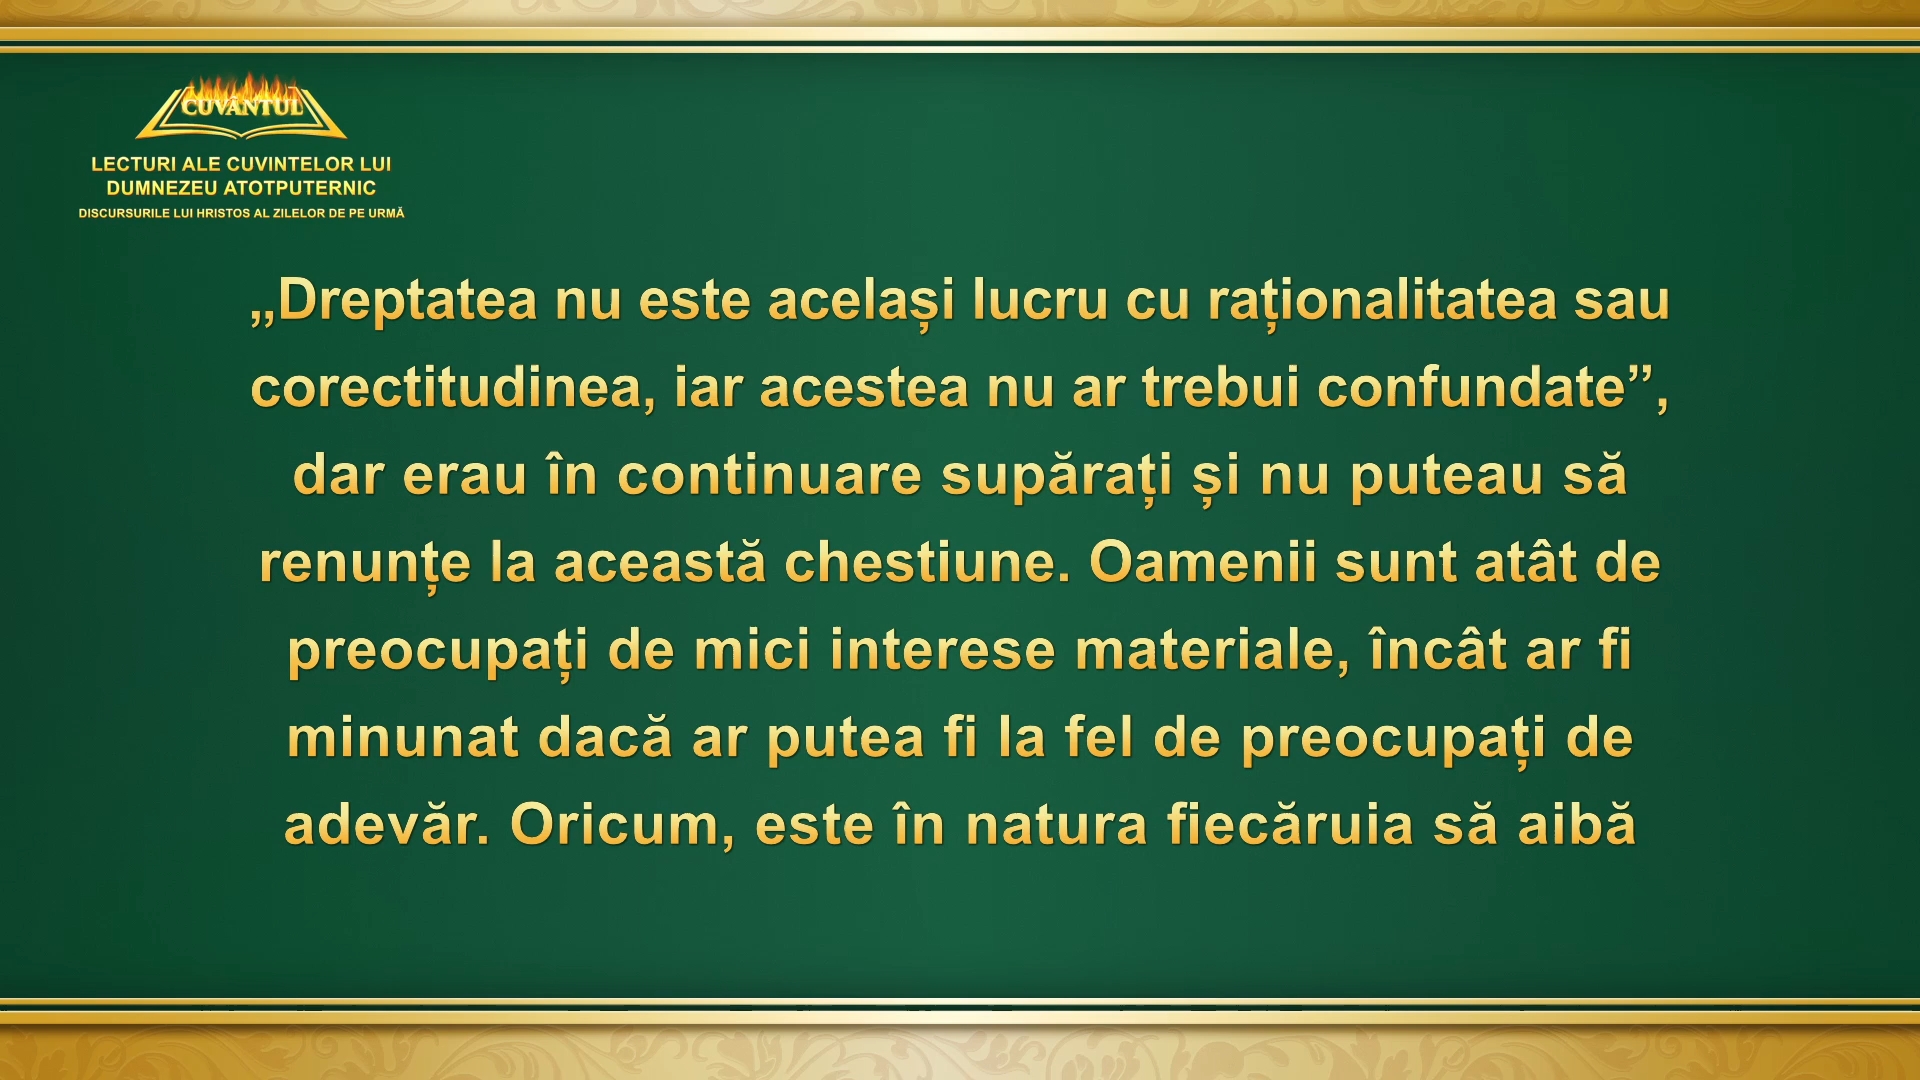 CUVÂNTUL
LECTURI ALE CUVINTELOR LUI
DUMNEZEU ATOTPUTERNIC
DISCURSURILE LUI HRISTOS AL ZILELOR DE PE URMĂ
„Dreptatea nu este același lucru cu raționalitatea sau
corectitudinea, iar acestea nu ar trebui confundate”,
dar erau în continuare supărați și nu puteau să
renunțe la această chestiune. Oamenii sunt atât de
preocupați de mici interese materiale, încât ar fi
minunat dacă ar putea fi la fel de preocupați de
adevăr. Oricum, este în natura fiecăruia să aibă